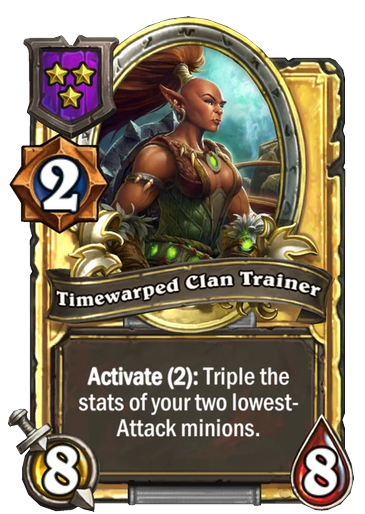 2
Timewarped Clan Trainer
Activate (2): Triple the
stats of your two lowest-
Attack minions.
8
8